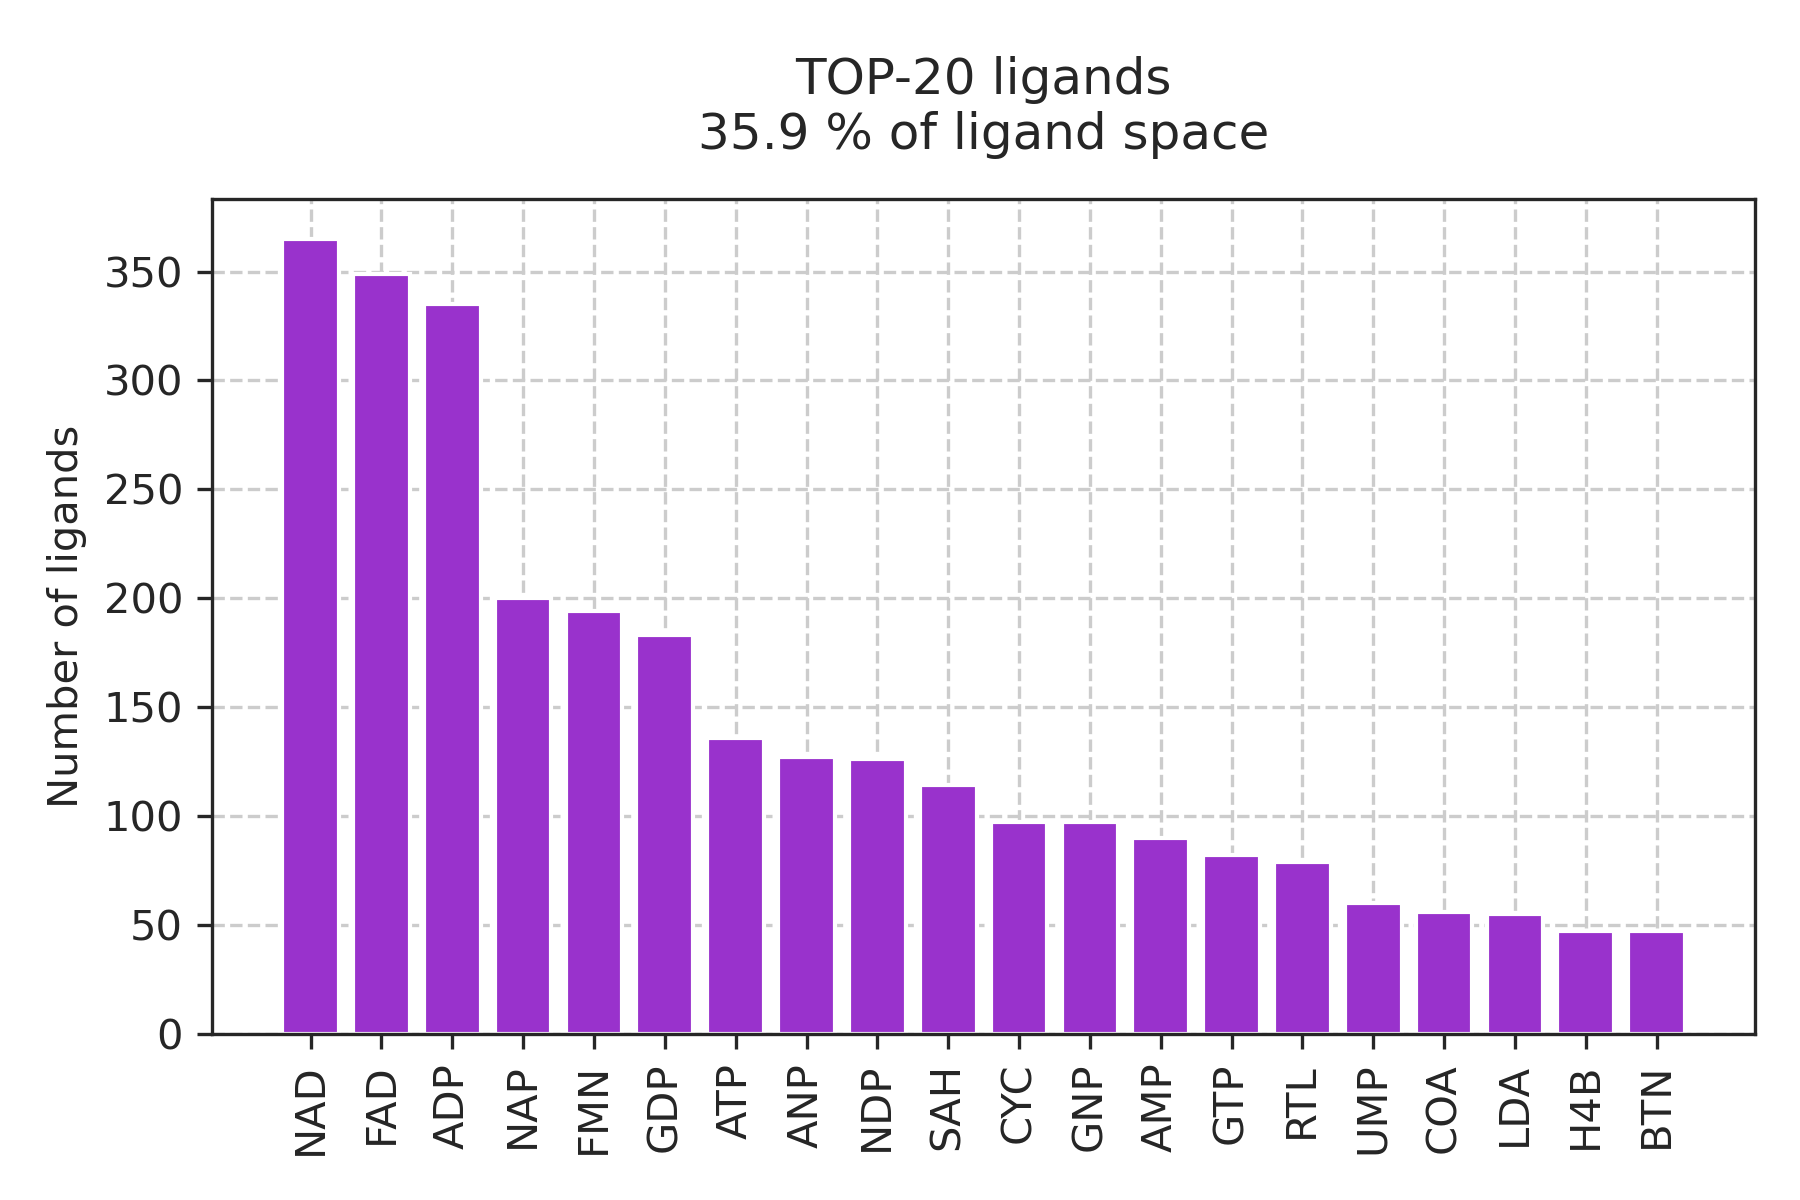 TOP-20 ligands
35.9 % of ligand space
Number of ligands
350
300
250
200
150
100
50
0
NAD
FAD
ADP
NAP
FMN
GDP
ATP
ANP
NDP
SAH
CYC
GNP
AMP
GTP
RTL
UMP
COA
LDA
H4B
BTN